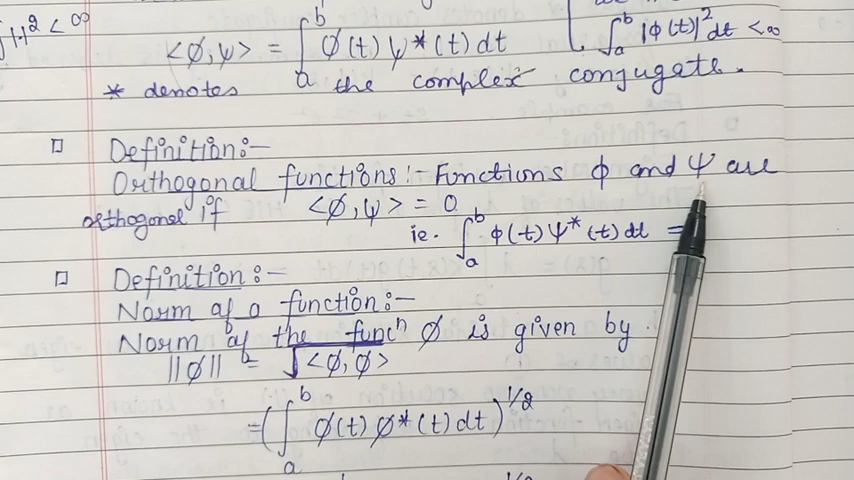 ∫|·|² < ∞
∫_a^b |ϕ(t)|² dt < ∞
<ϕ, ψ> = ∫_a^b ϕ(t) ψ*(t) dt
* denotes the complex conjugate.
Definition:-
Orthogonal functions:- Functions ϕ and ψ are
orthogonal if <ϕ, ψ> = 0
ie. ∫_a^b ϕ(t) ψ*(t) dt =
Definition:-
Norm of a function:-
Norm of the funcⁿ ϕ is given by
||ϕ|| = √<ϕ, ϕ>
= (∫_a^b ϕ(t) ϕ*(t) dt)^1/2